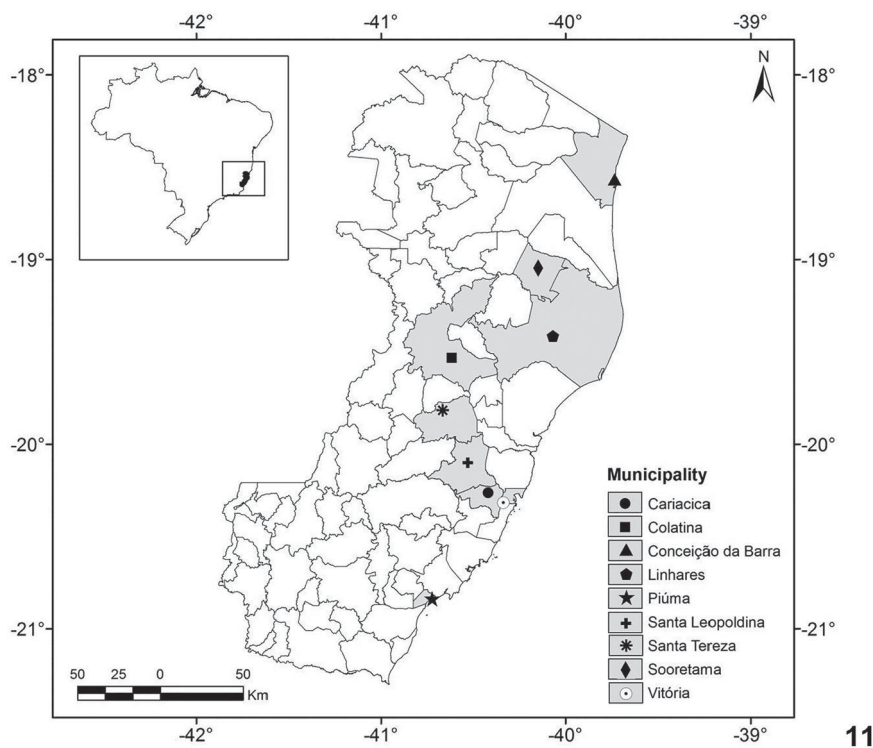 -42° -41° -40° -39°
-18° -18°
N
-19° -19°
-20° -20°
Municipality
Cariacica
Colatina
Conceição da Barra
Linhares
Piúma
Santa Leopoldina
Santa Tereza
Sooretama
Vitória
-21° -21°
50 25 0 50
Km
-42° -41° -40° -39°
11